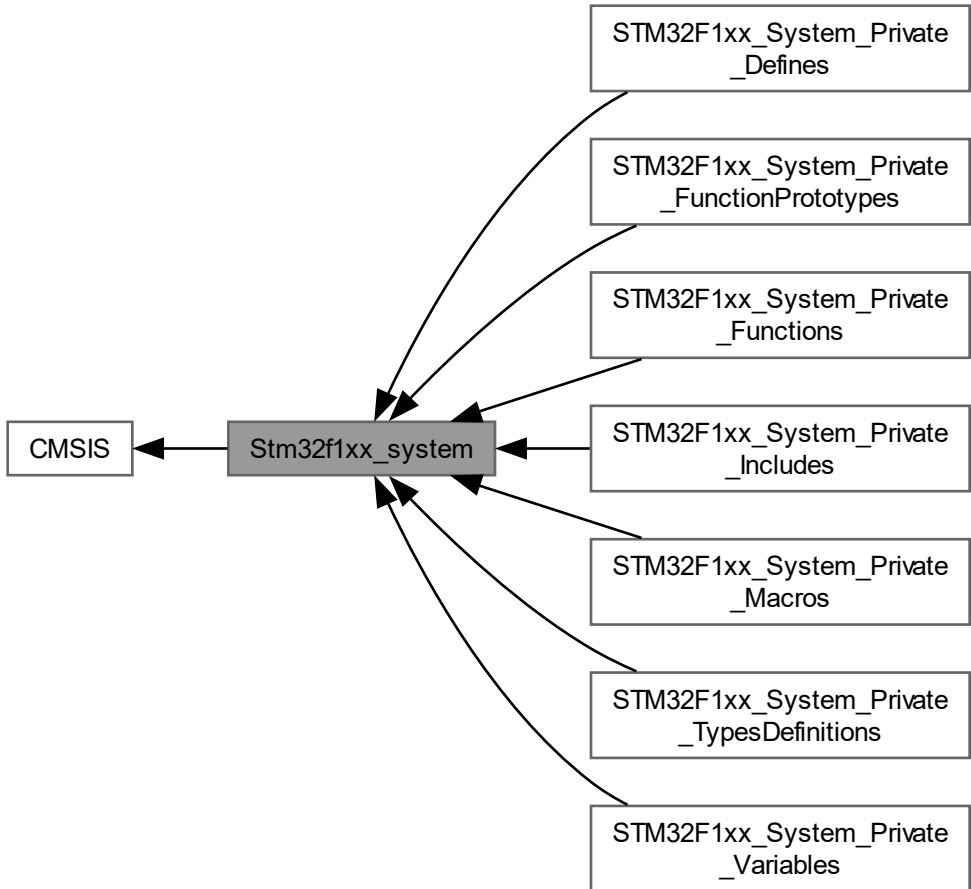 STM32F1xx_System_Private
_Defines
STM32F1xx_System_Private
_FunctionPrototypes
STM32F1xx_System_Private
_Functions
CMSIS
Stm32f1xx_system
STM32F1xx_System_Private
_Includes
STM32F1xx_System_Private
_Macros
STM32F1xx_System_Private
_TypesDefinitions
STM32F1xx_System_Private
_Variables